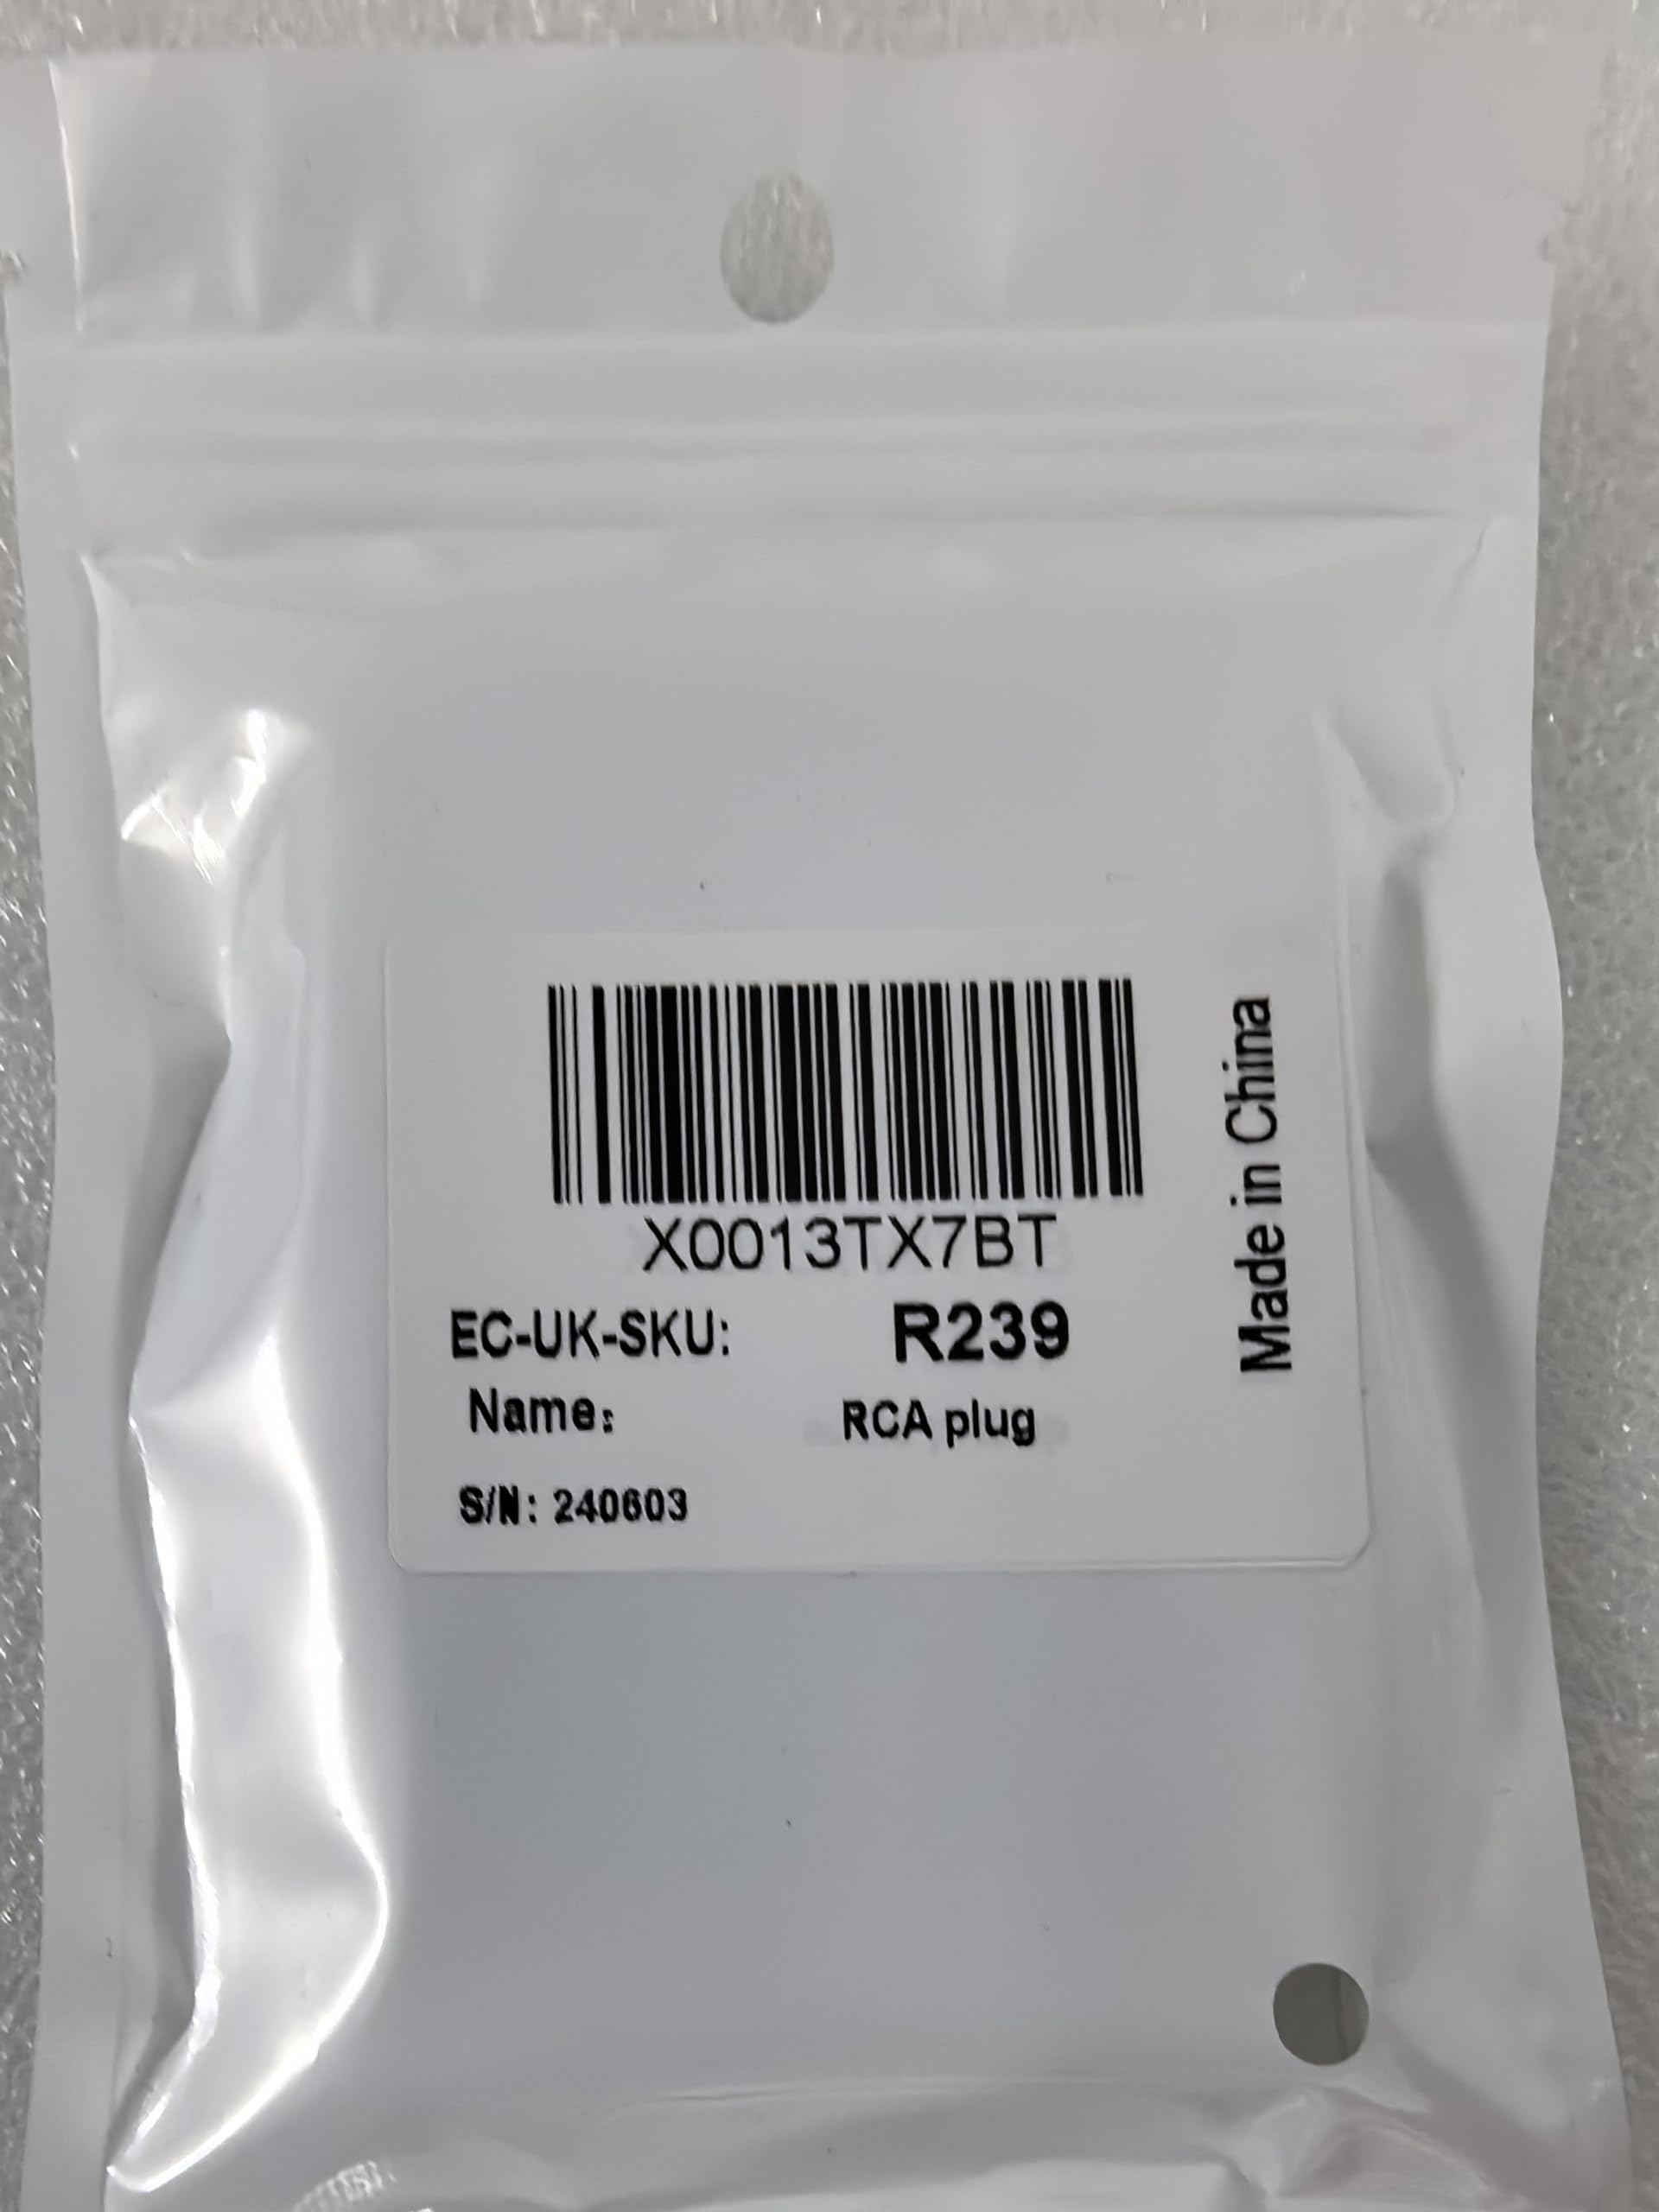 X0013TX7BT
EC-UK-SKU: R239
Name: RCA plug
S/N: 240603
Made in China